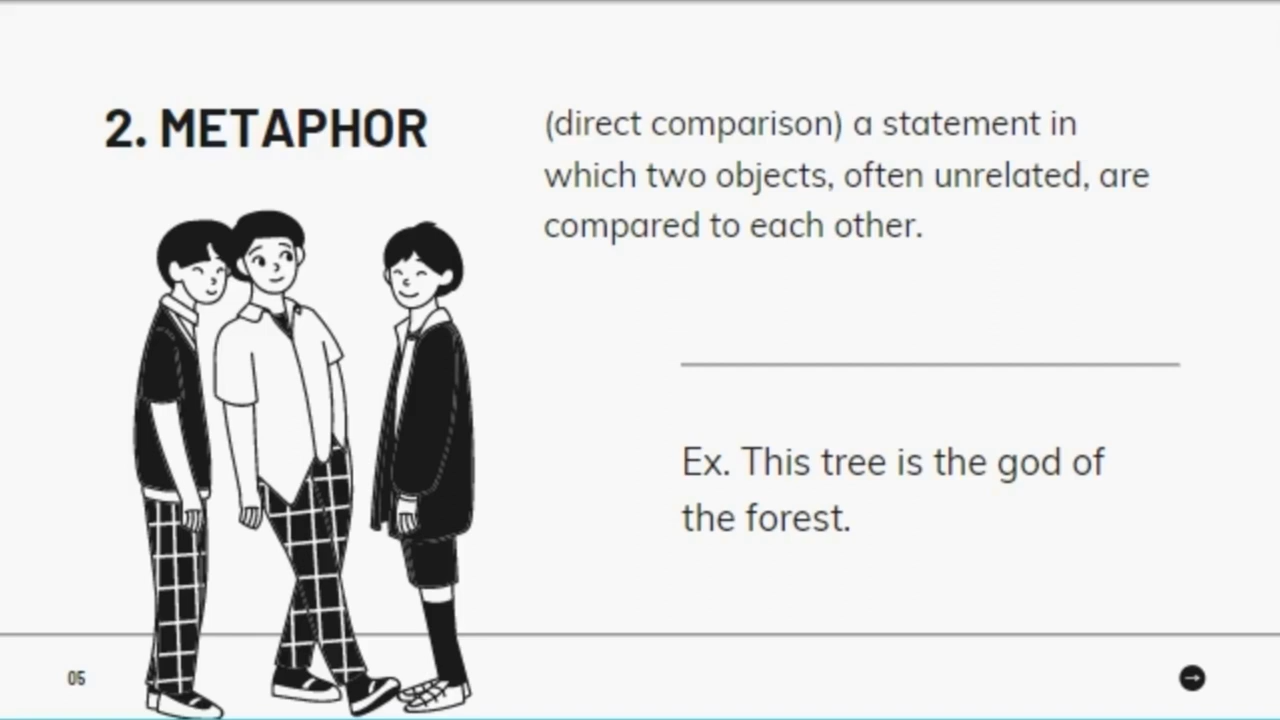 2. METAPHOR
(direct comparison) a statement in
which two objects, often unrelated, are
compared to each other.
Ex. This tree is the god of
the forest.
05